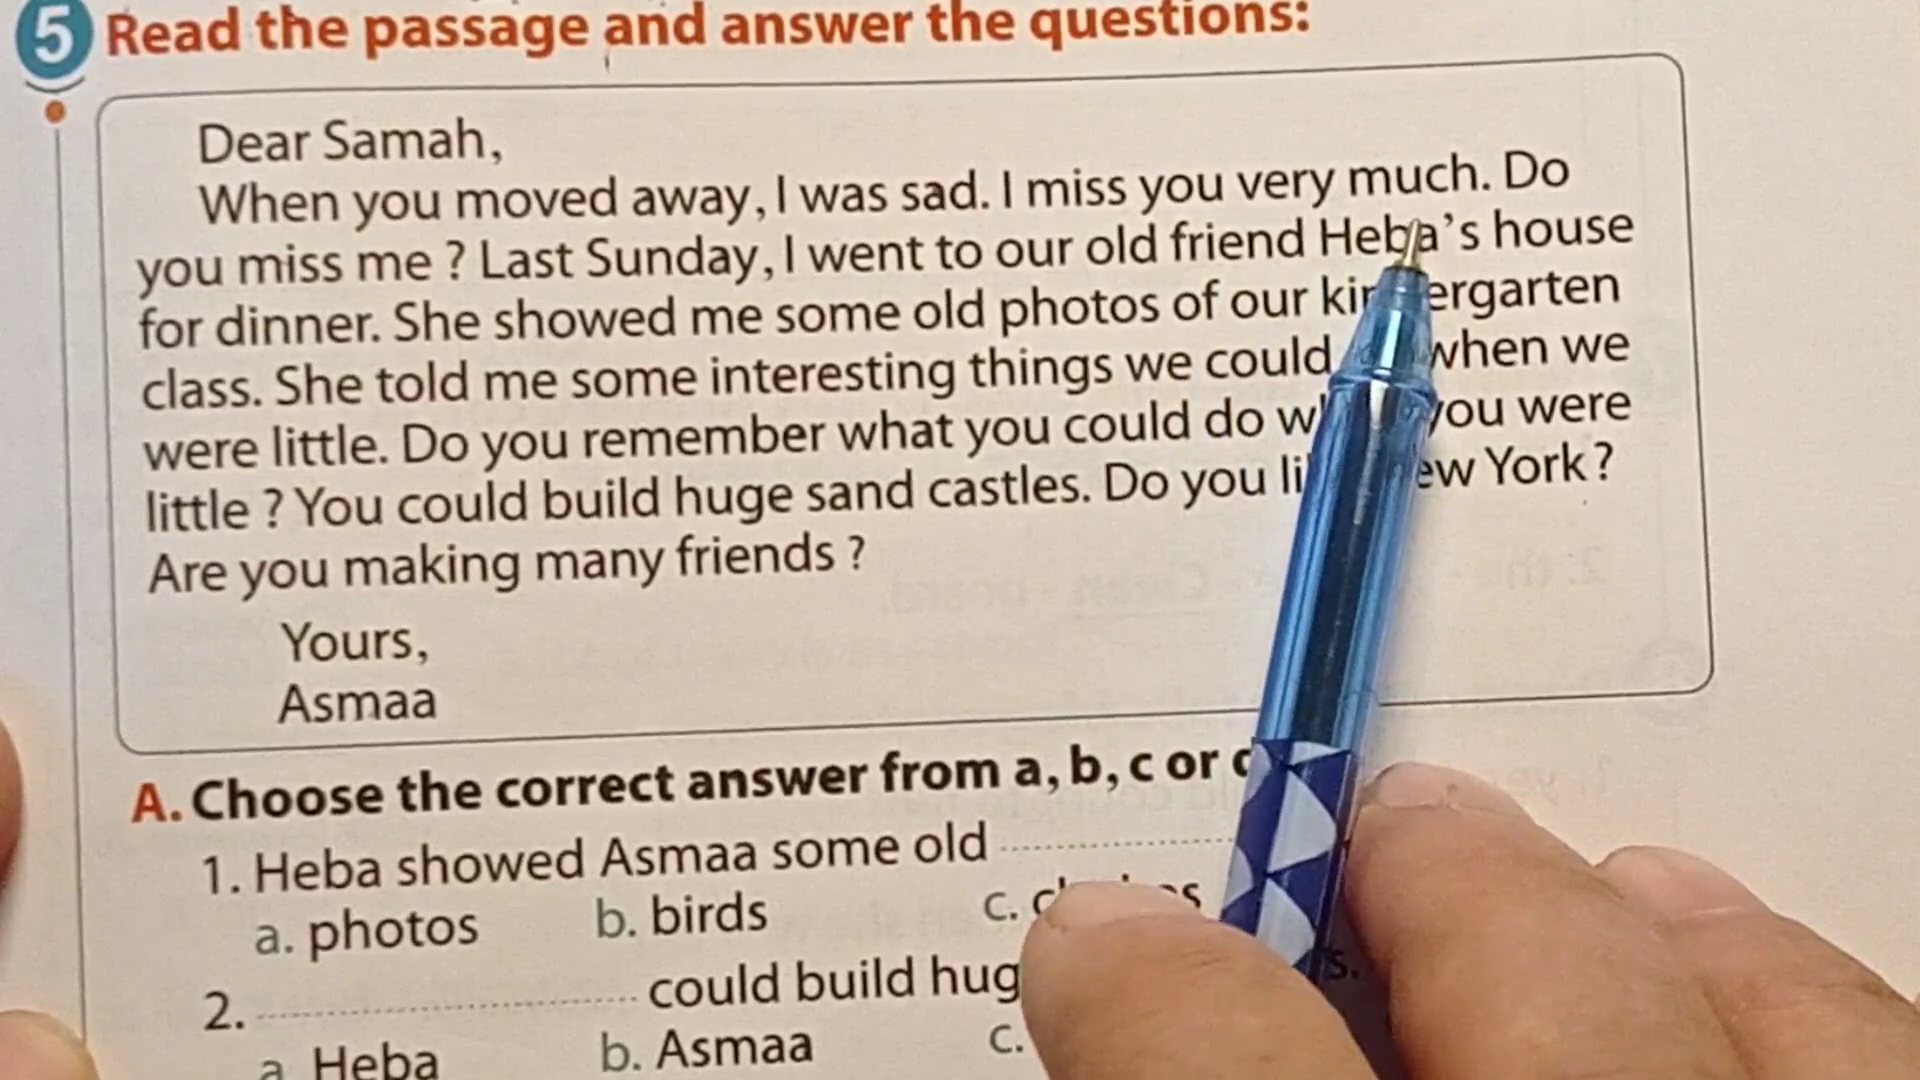 5 Read the passage and answer the questions:
Dear Samah,
When you moved away, I was sad. I miss you very much. Do
you miss me ? Last Sunday, I went to our old friend Heba's house
for dinner. She showed me some old photos of our kindergarten
class. She told me some interesting things we could when we
were little. Do you remember what you could do you were
little ? You could build huge sand castles. Do you York ?
Are you making many friends ?
Yours,
Asmaa
A. Choose the correct answer from a, b, c or
1. Heba showed Asmaa some old
a. photos b. birds c.
2. could build
a Heba b. Asmaa c.